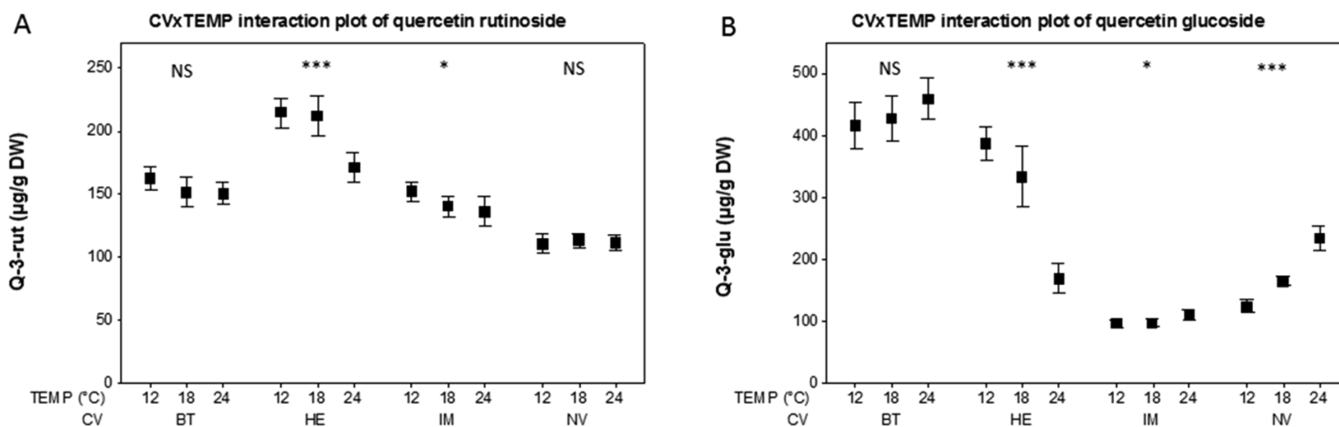 A
CVxTEMP interaction plot of quercetin rutinoside
Q-3-rut (µg/g DW)
250
200
150
100
50
0
NS
***
*
NS
TEMP (°C) 12 18 24 12 18 24 12 18 24 12 18 24
CV BT HE IM NV
B
CVxTEMP interaction plot of quercetin glucoside
Q-3-glu (µg/g DW)
500
400
300
200
100
0
NS
***
*
***
TEMP (°C) 12 18 24 12 18 24 12 18 24 12 18 24
CV BT HE IM NV